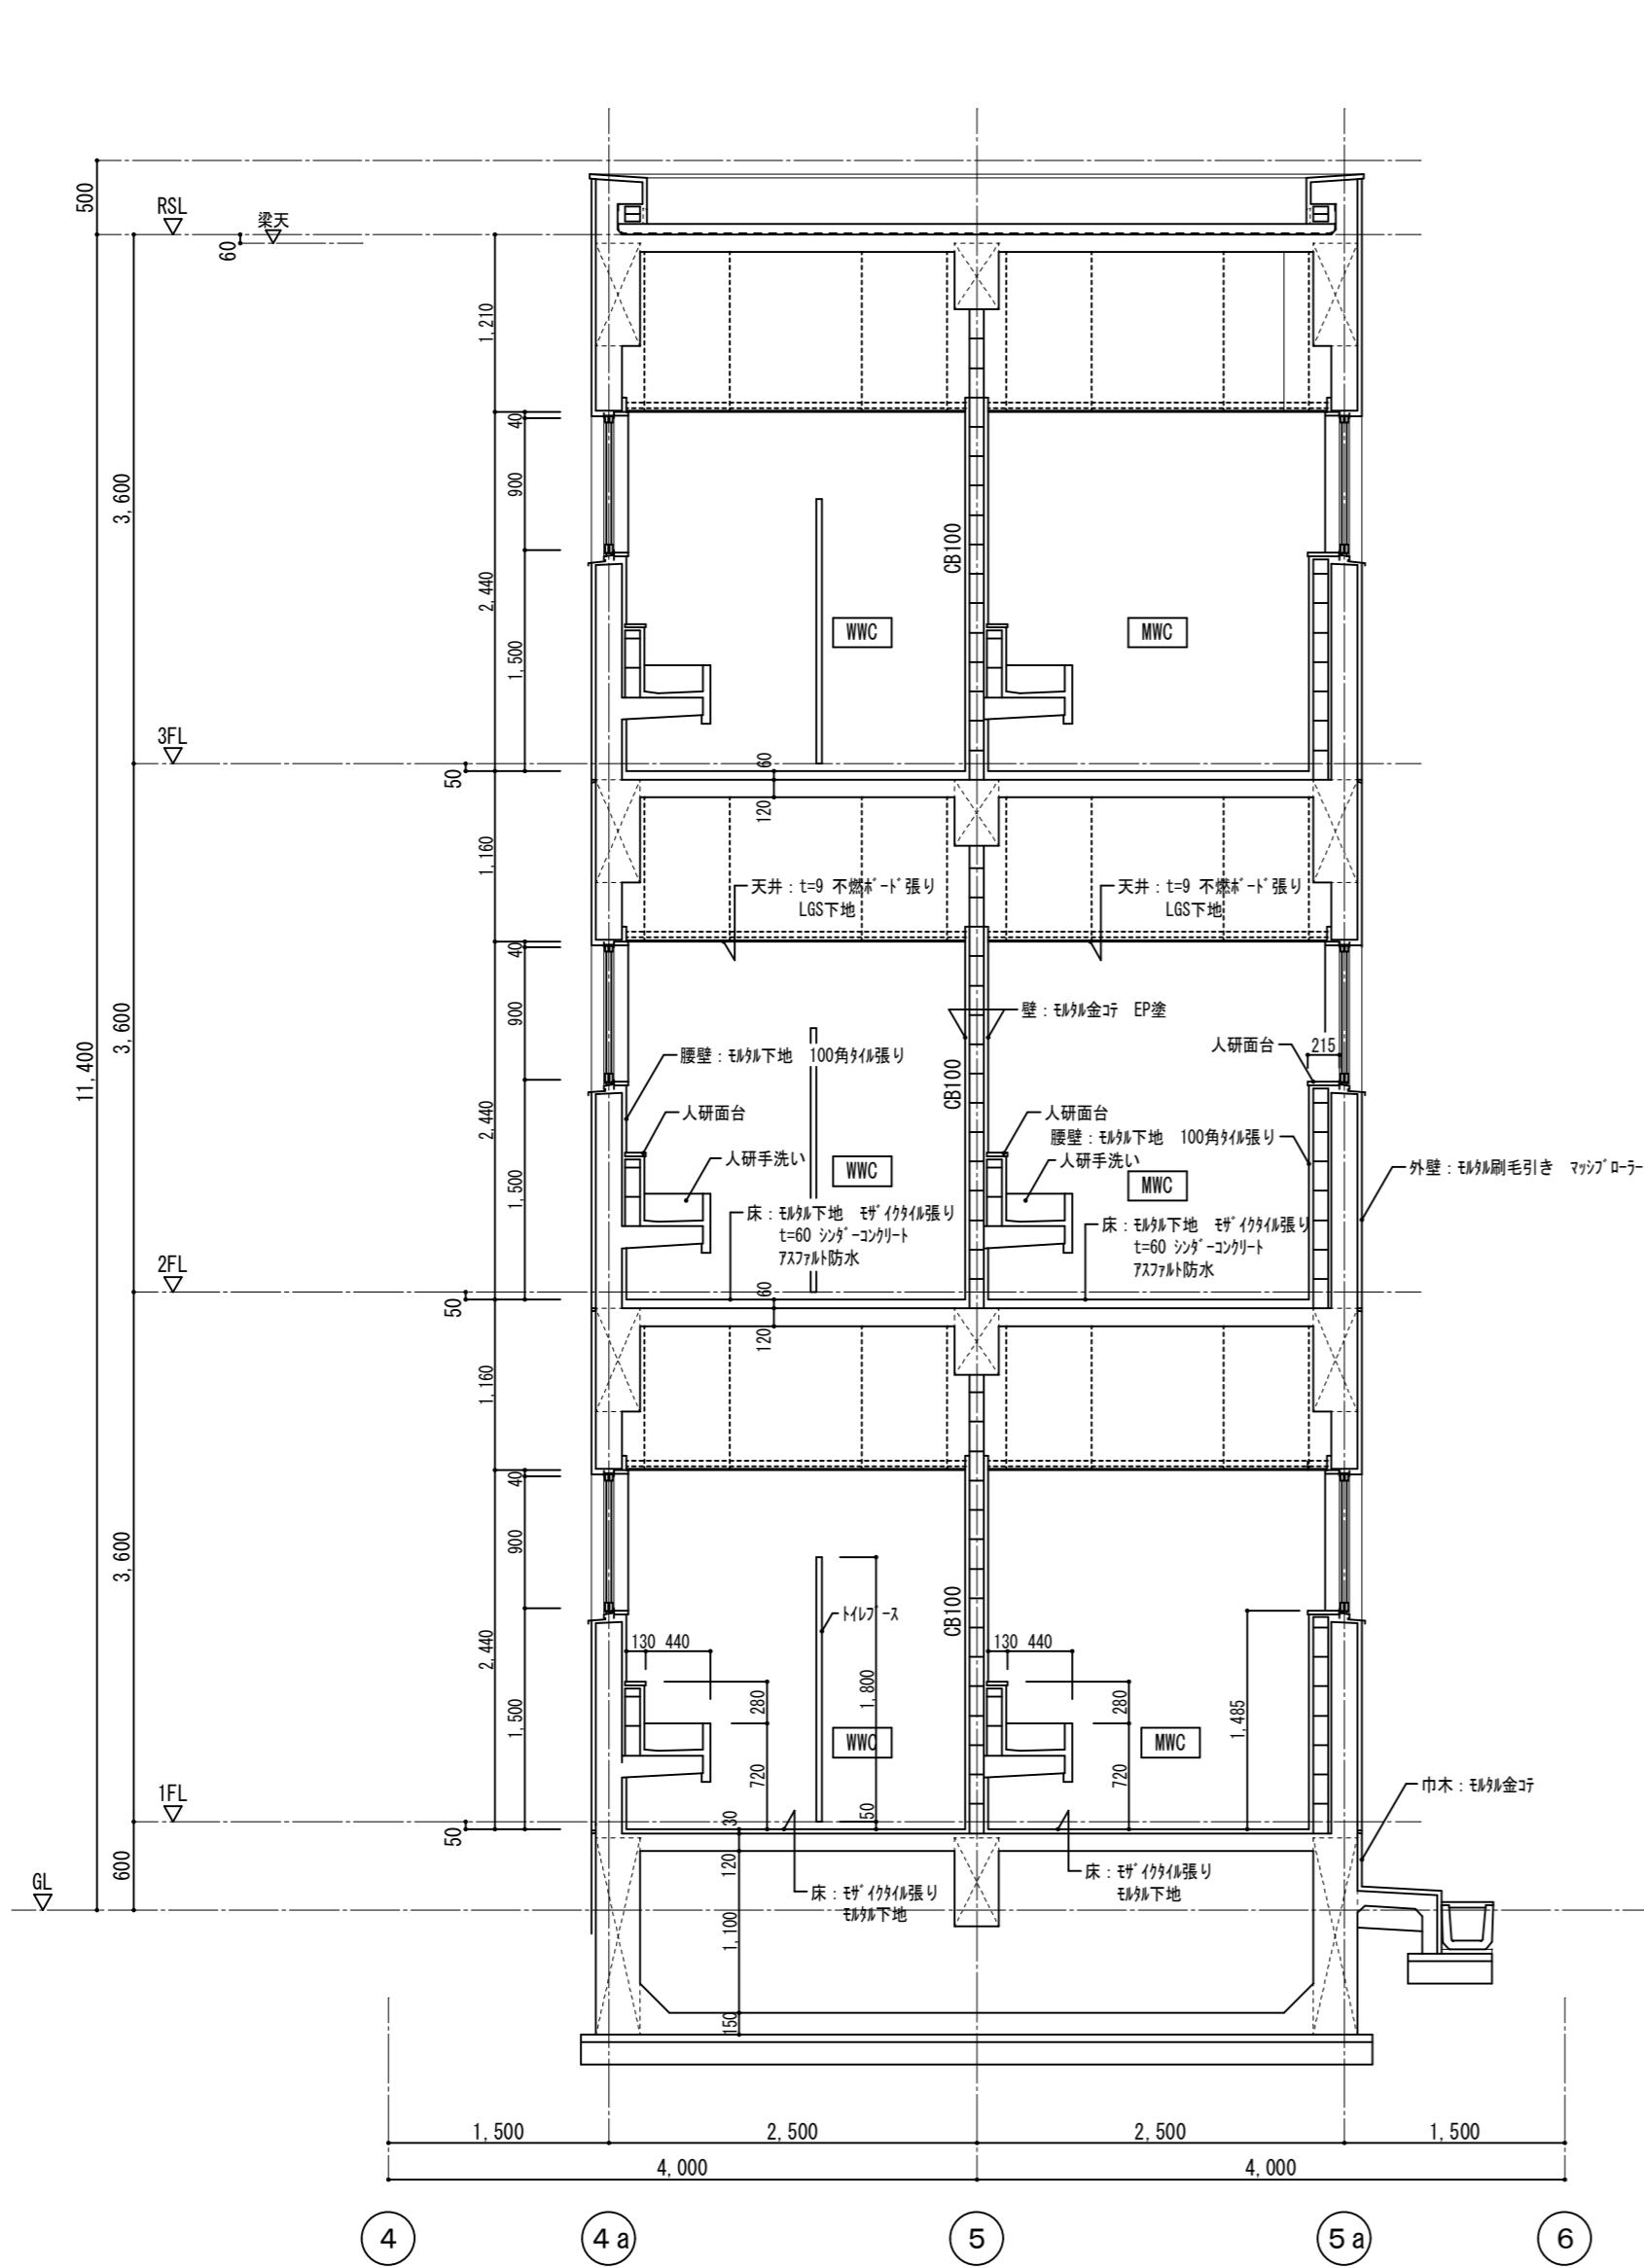 500
RSL
梁天
60
1,210
40
900
3,600
2,440
CB100
WWC
MWC
1,500
3FL
50
60
120
1,160
天井：t=9 不燃ボード張り
LGS下地
天井：t=9 不燃ボード張り
LGS下地
40
900
3,600
11,400
壁：モルタル金コテ　EP塗
人研面台
215
腰壁：モルタル下地　100角タイル張り
CB100
2,440
人研面台
人研面台
腰壁：モルタル下地　100角タイル張り
人研手洗い
人研手洗い
外壁：モルタル刷毛引き　マッシブローラー
WWC
MWC
1,500
床：モルタル下地　モザイクタイル張り
t=60 シンダーコンクリート
アスファルト防水
床：モルタル下地　モザイクタイル張り
t=60 シンダーコンクリート
アスファルト防水
2FL
50
60
120
1,160
40
900
3,600
CB100
トイレブース
130 440
130 440
2,440
1,800
280
280
1,485
1,500
WWC
MWC
720
720
巾木：モルタル金コテ
1FL
50
30
50
600
120
床：モザイクタイル張り
モルタル下地
床：モザイクタイル張り
モルタル下地
GL
1,100
150
1,500
2,500
2,500
1,500
4,000
4,000
4
4a
5
5a
6